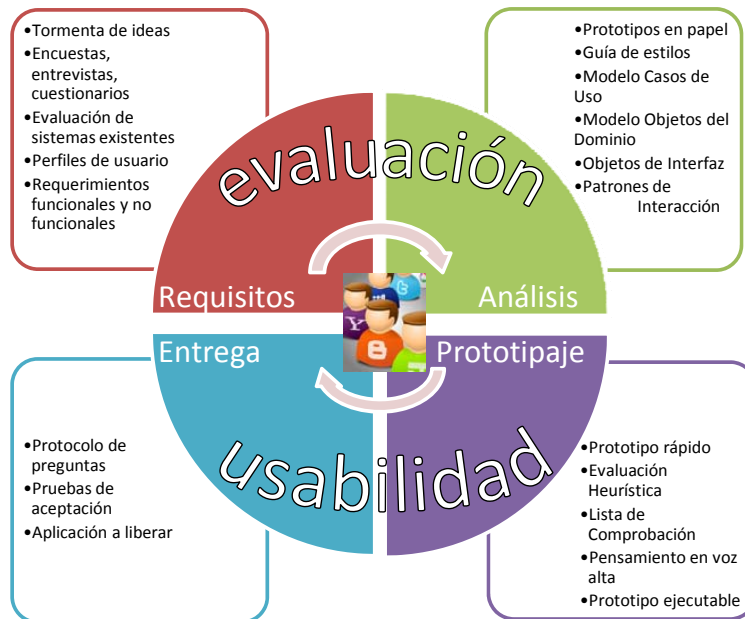 •Tormenta de ideas
•Encuestas,
entrevistas,
cuestionarios
•Evaluación de
sistemas existentes
•Perfiles de usuario
•Requerimientos
funcionales y no
funcionales
•Prototipos en papel
•Guía de estilos
•Modelo Casos de
Uso
•Modelo Objetos del
Dominio
•Objetos de Interfaz
•Patrones de
Interacción
evaluación
Requisitos
Análisis
Entrega
Prototipaje
usabilidad
•Protocolo de
preguntas
•Pruebas de
aceptación
•Aplicación a liberar
•Prototipo rápido
•Evaluación
Heurística
•Lista de
Comprobación
•Pensamiento en voz
alta
•Prototipo ejecutable